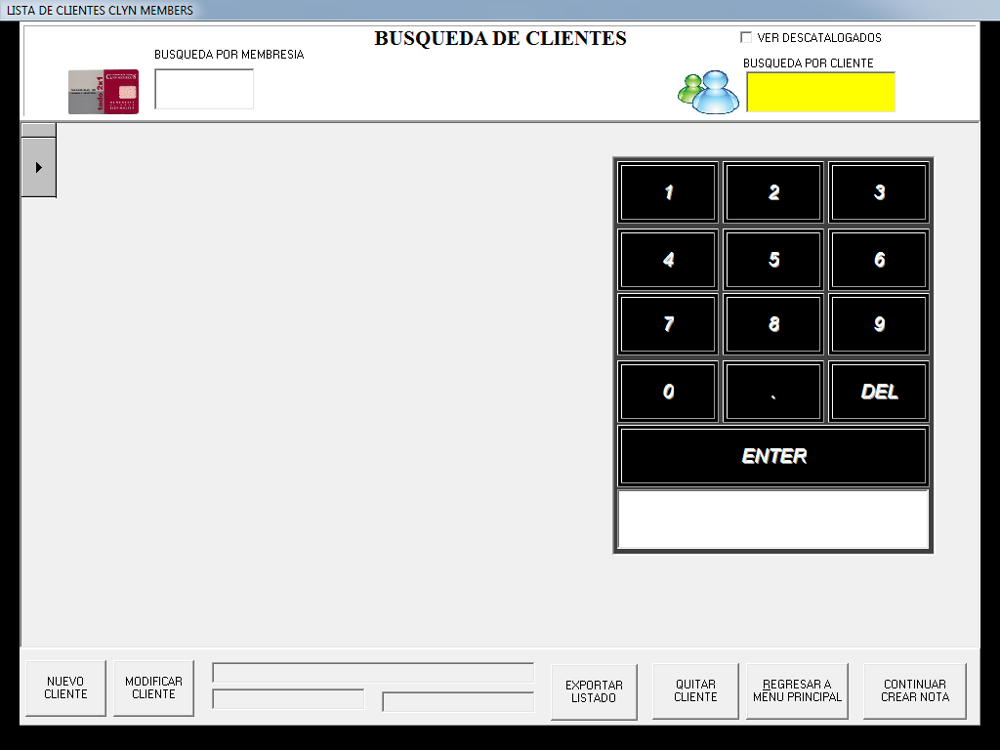 LISTA DE CLIENTES CLYN MEMBERS
BUSQUEDA DE CLIENTES
VER DESCATALOGADOS
BUSQUEDA POR MEMBRESIA
BUSQUEDA POR CLIENTE
todo 2x1
1 2 3
4 5 6
7 8 9
0 . DEL
ENTER
NUEVO
CLIENTE
MODIFICAR
CLIENTE
EXPORTAR
LISTADO
QUITAR
CLIENTE
REGRESAR A
MENU PRINCIPAL
CONTINUAR
CREAR NOTA